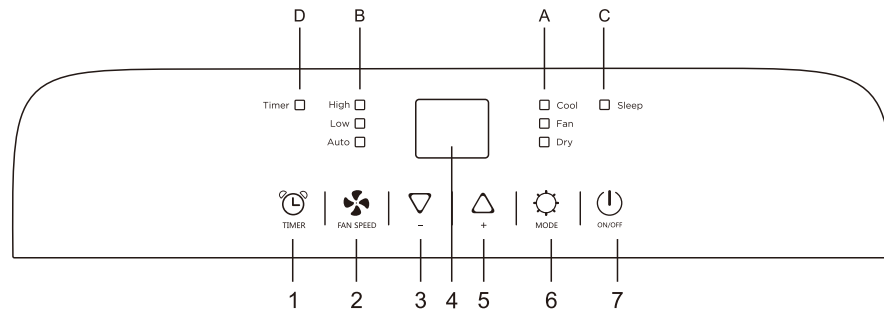 D B A C
Timer High Cool Sleep
Low Fan
Auto Dry
TIMER FAN SPEED − + MODE ON/OFF
1 2 3 4 5 6 7